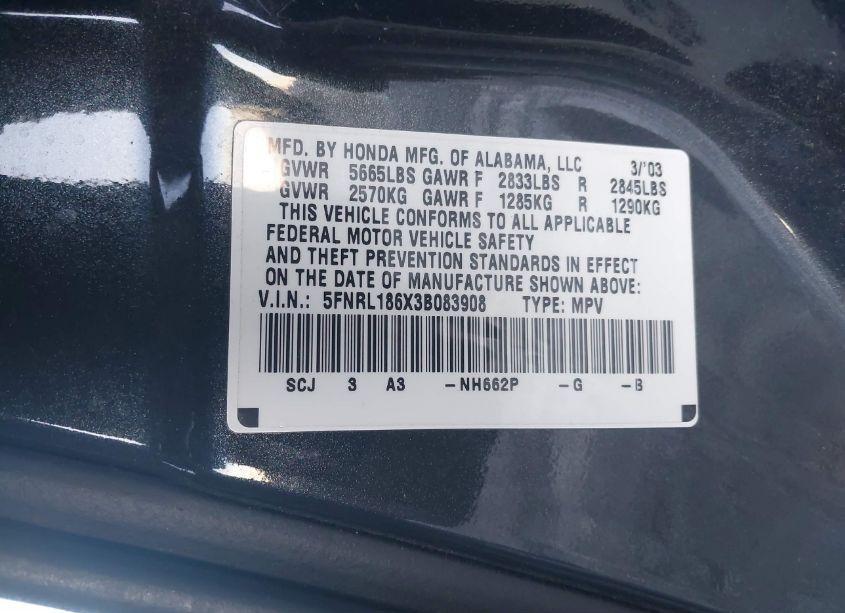 MFD. BY HONDA MFG. OF ALABAMA, LLC 3/'03
GVWR 5665LBS GAWR F 2833LBS R 2845LBS
GVWR 2570KG GAWR F 1285KG R 1290KG
THIS VEHICLE CONFORMS TO ALL APPLICABLE
FEDERAL MOTOR VEHICLE SAFETY
AND THEFT PREVENTION STANDARDS IN EFFECT
ON THE DATE OF MANUFACTURE SHOWN ABOVE:
V.I.N.: 5FNRL186X3B083908 TYPE: MPV
SCJ 3 A3 -NH662P -G -B